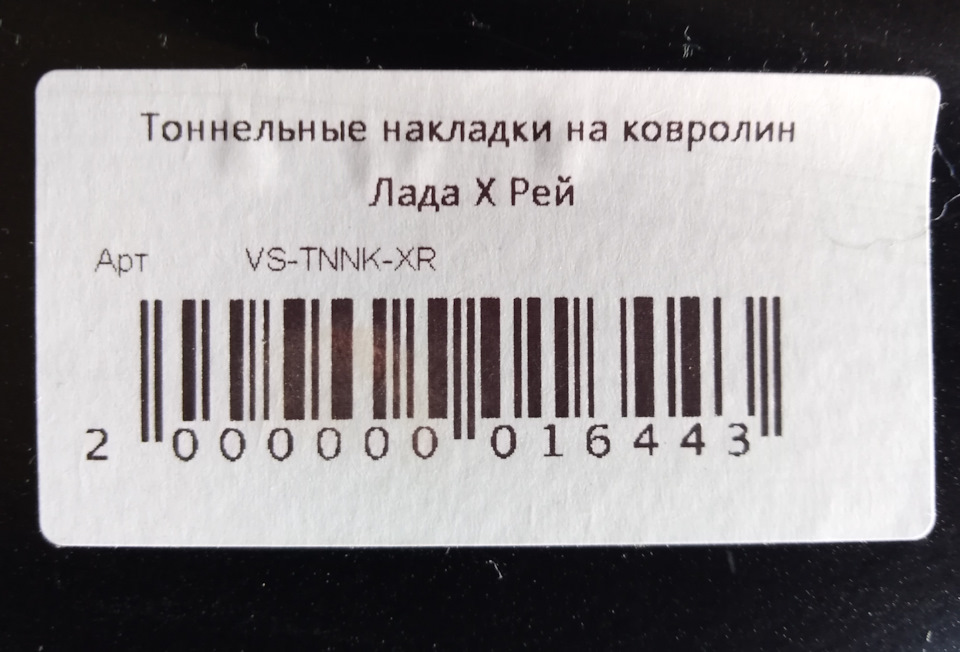 Тоннельные накладки на ковролин
Лада Х Рей
Арт VS-TNNK-XR
2 000000 016443